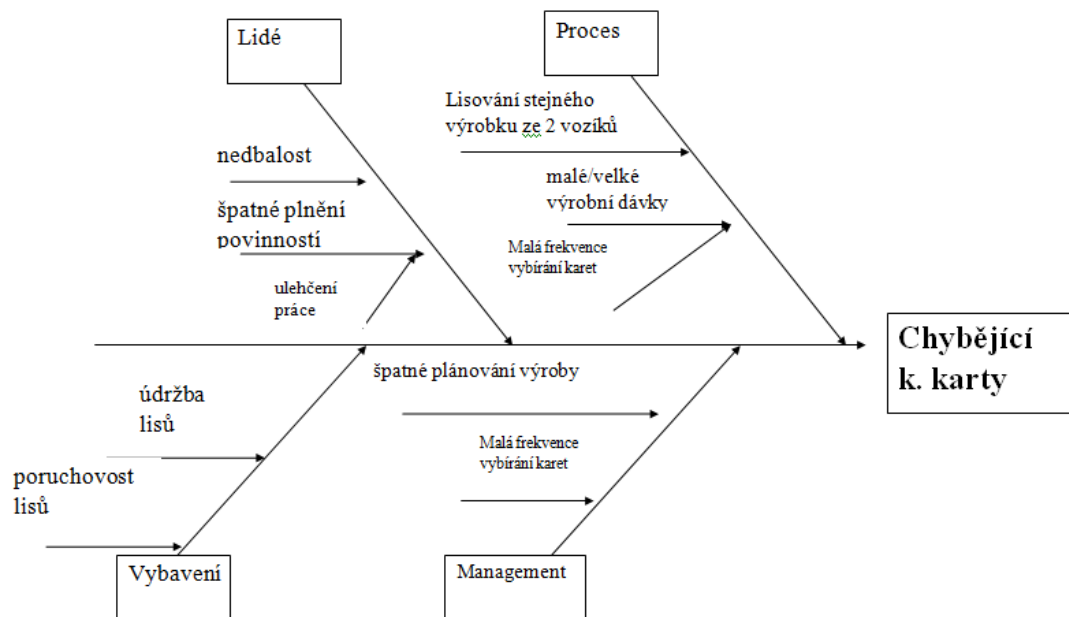 Lidé
Proces
Lisování stejného
výrobku ze 2 vozíků
nedbalost
malé/velké
výrobní dávky
špatné plnění
povinností
Malá frekvence
vybírání karet
ulehčení
práce
Chybějící
k. karty
špatné plánování výroby
údržba
lisů
Malá frekvence
vybírání karet
poruchovost
lisů
Vybavení
Management